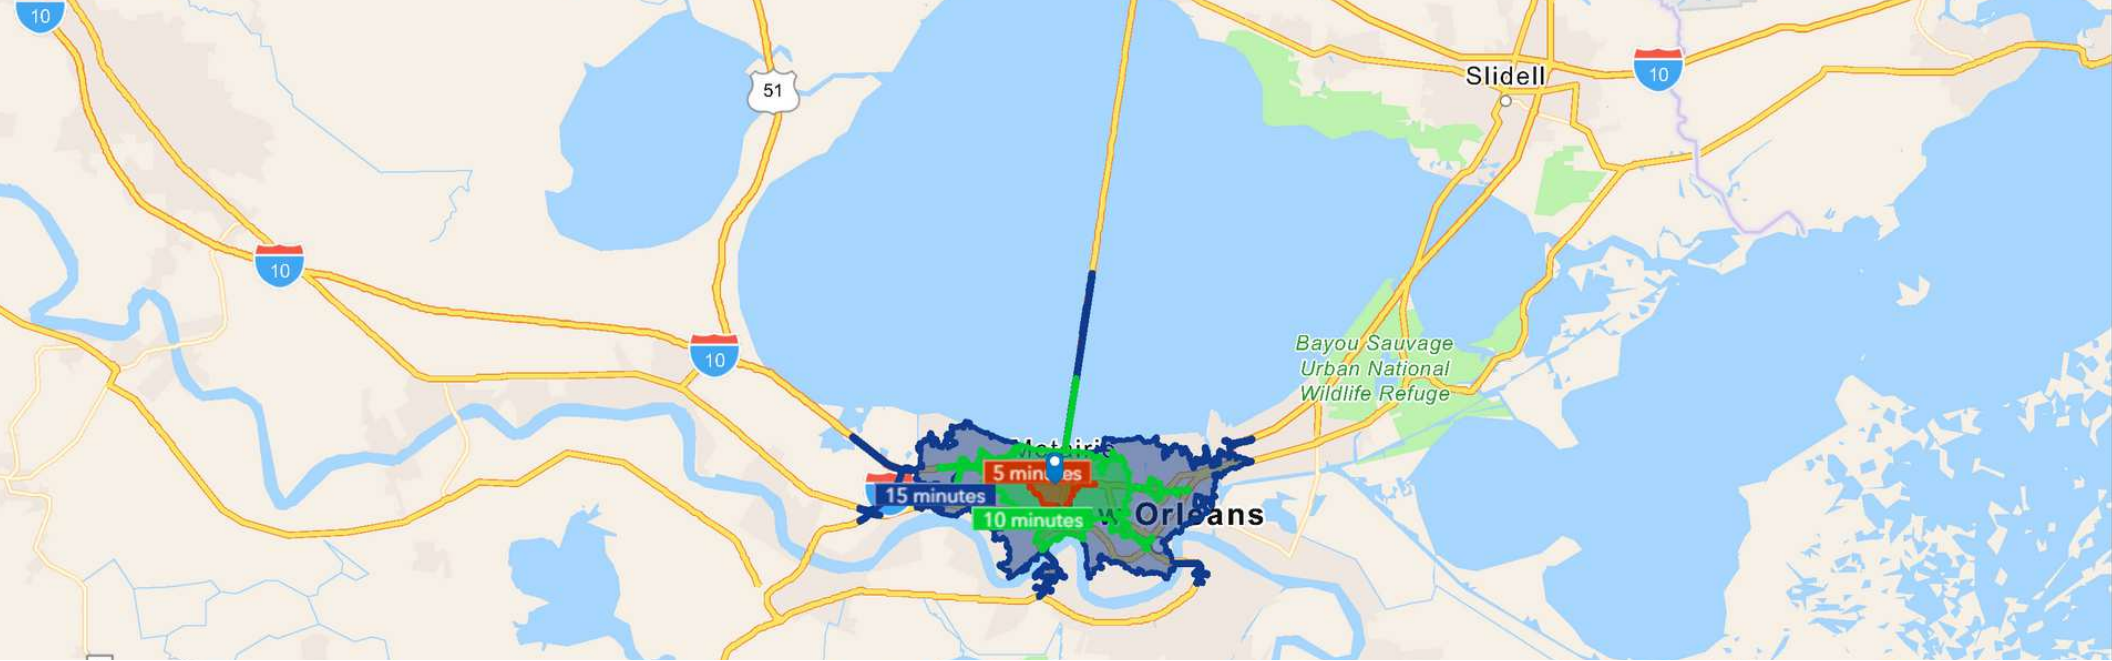 10
51
Slidell
10
10
10
Bayou Sauvage
Urban National
Wildlife Refuge
5 minutes
15 minutes
10 minutes
Orleans